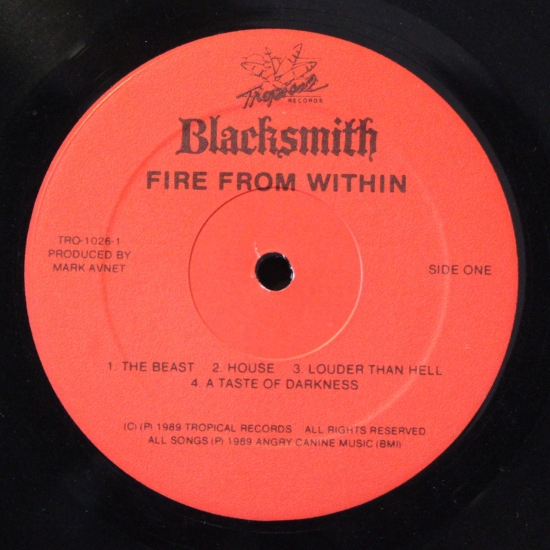 Tropical
RECORDS
Blacksmith
FIRE FROM WITHIN
TRO-1026-1
PRODUCED BY
MARK AVNET
SIDE ONE
1. THE BEAST 2. HOUSE 3. LOUDER THAN HELL
4. A TASTE OF DARKNESS
(C) (P) 1989 TROPICAL RECORDS ALL RIGHTS RESERVED
ALL SONGS (P) 1989 ANGRY CANINE MUSIC (BMI)